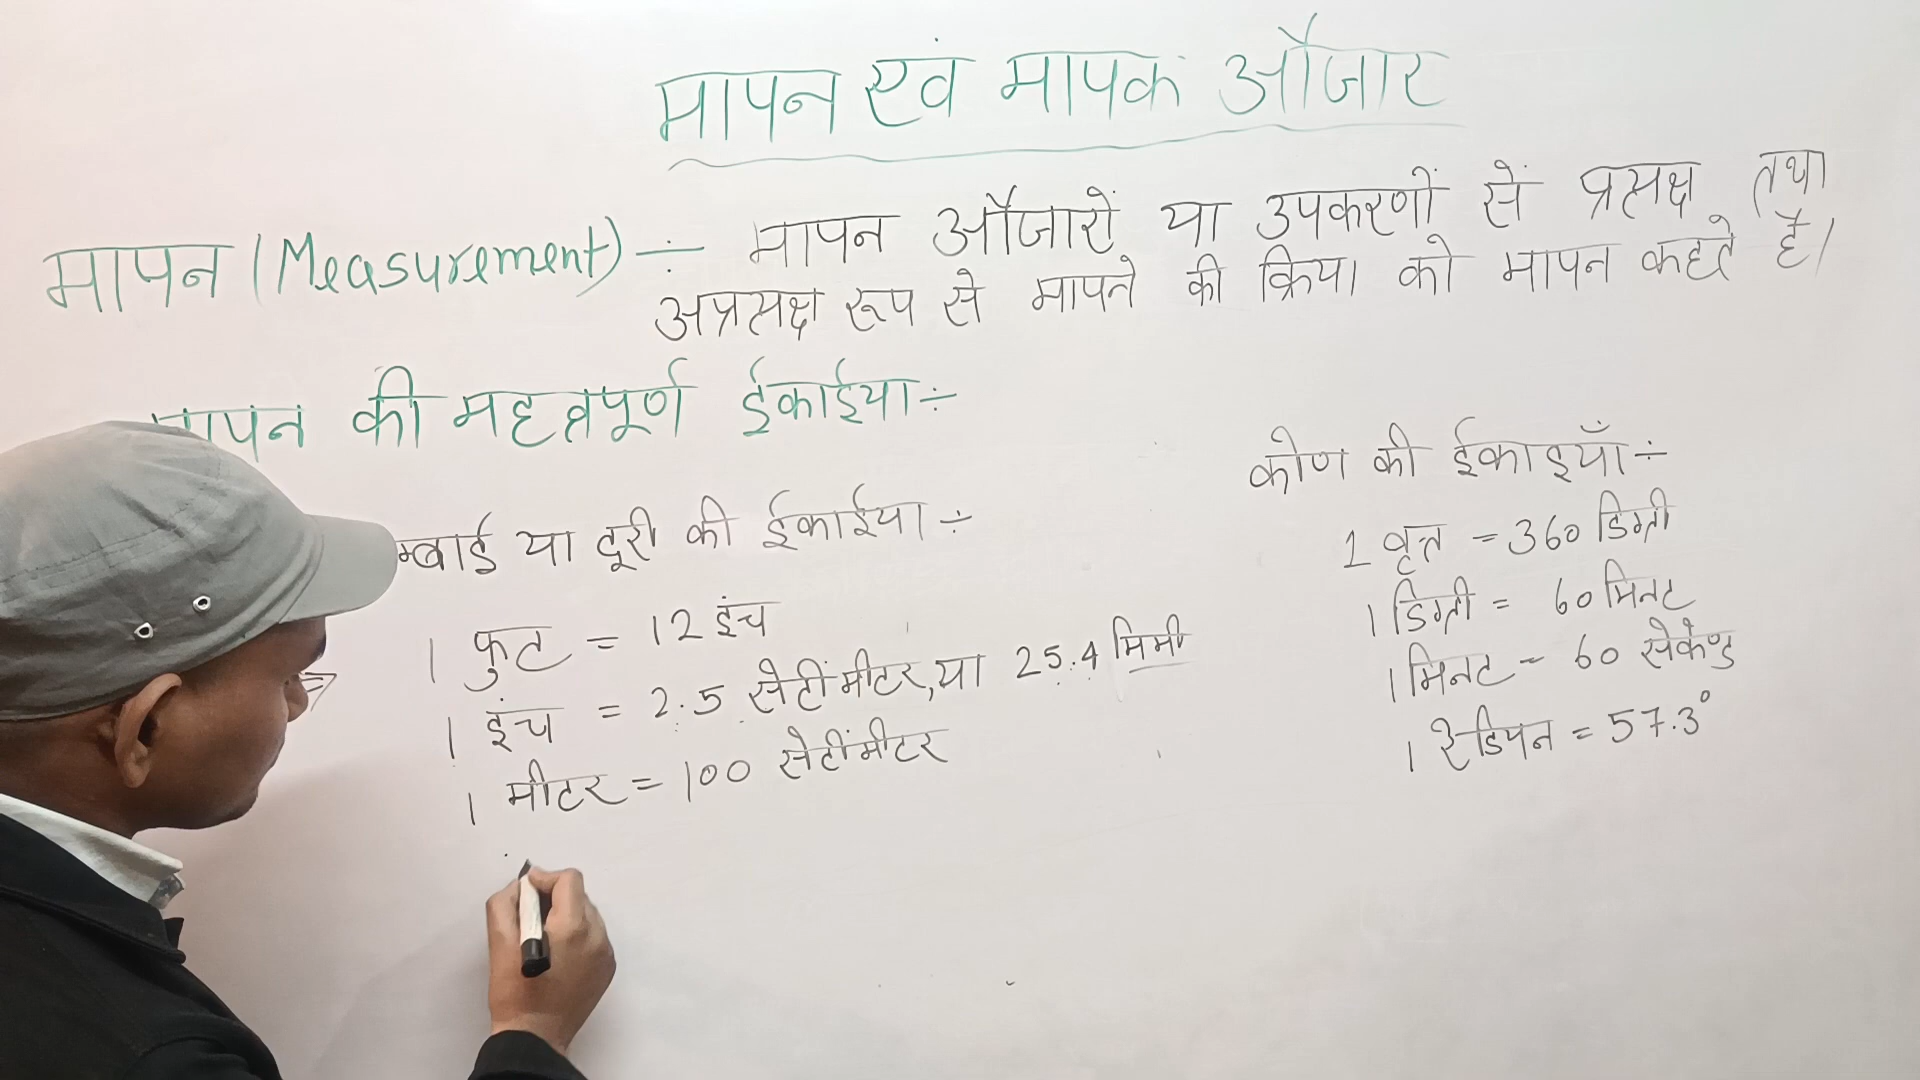 मापन एवं मापक औजार
मापन (Measurement) ÷ मापन औजारों या उपकरणों सें प्रत्यक्ष तथा
अप्रत्यक्ष रूप से मापने की क्रिया को मापन कहते है।
मापन की महत्वपूर्ण ईकाईया ÷
म्बाई या दूरी की ईकाईया ÷
1 फुट = 12 इंच
1 इंच = 2.5 सेटीं मीटर, या 25.4 मिमी
1 मीटर = 100 सेटींमीटर
कोण की ईकाइयाँ ÷
1 वृत्त = 360 डिग्री
1 डिग्री = 60 मिनट
1 मिनट = 60 सेकेण्ड
1 रेडियन = 57.3°